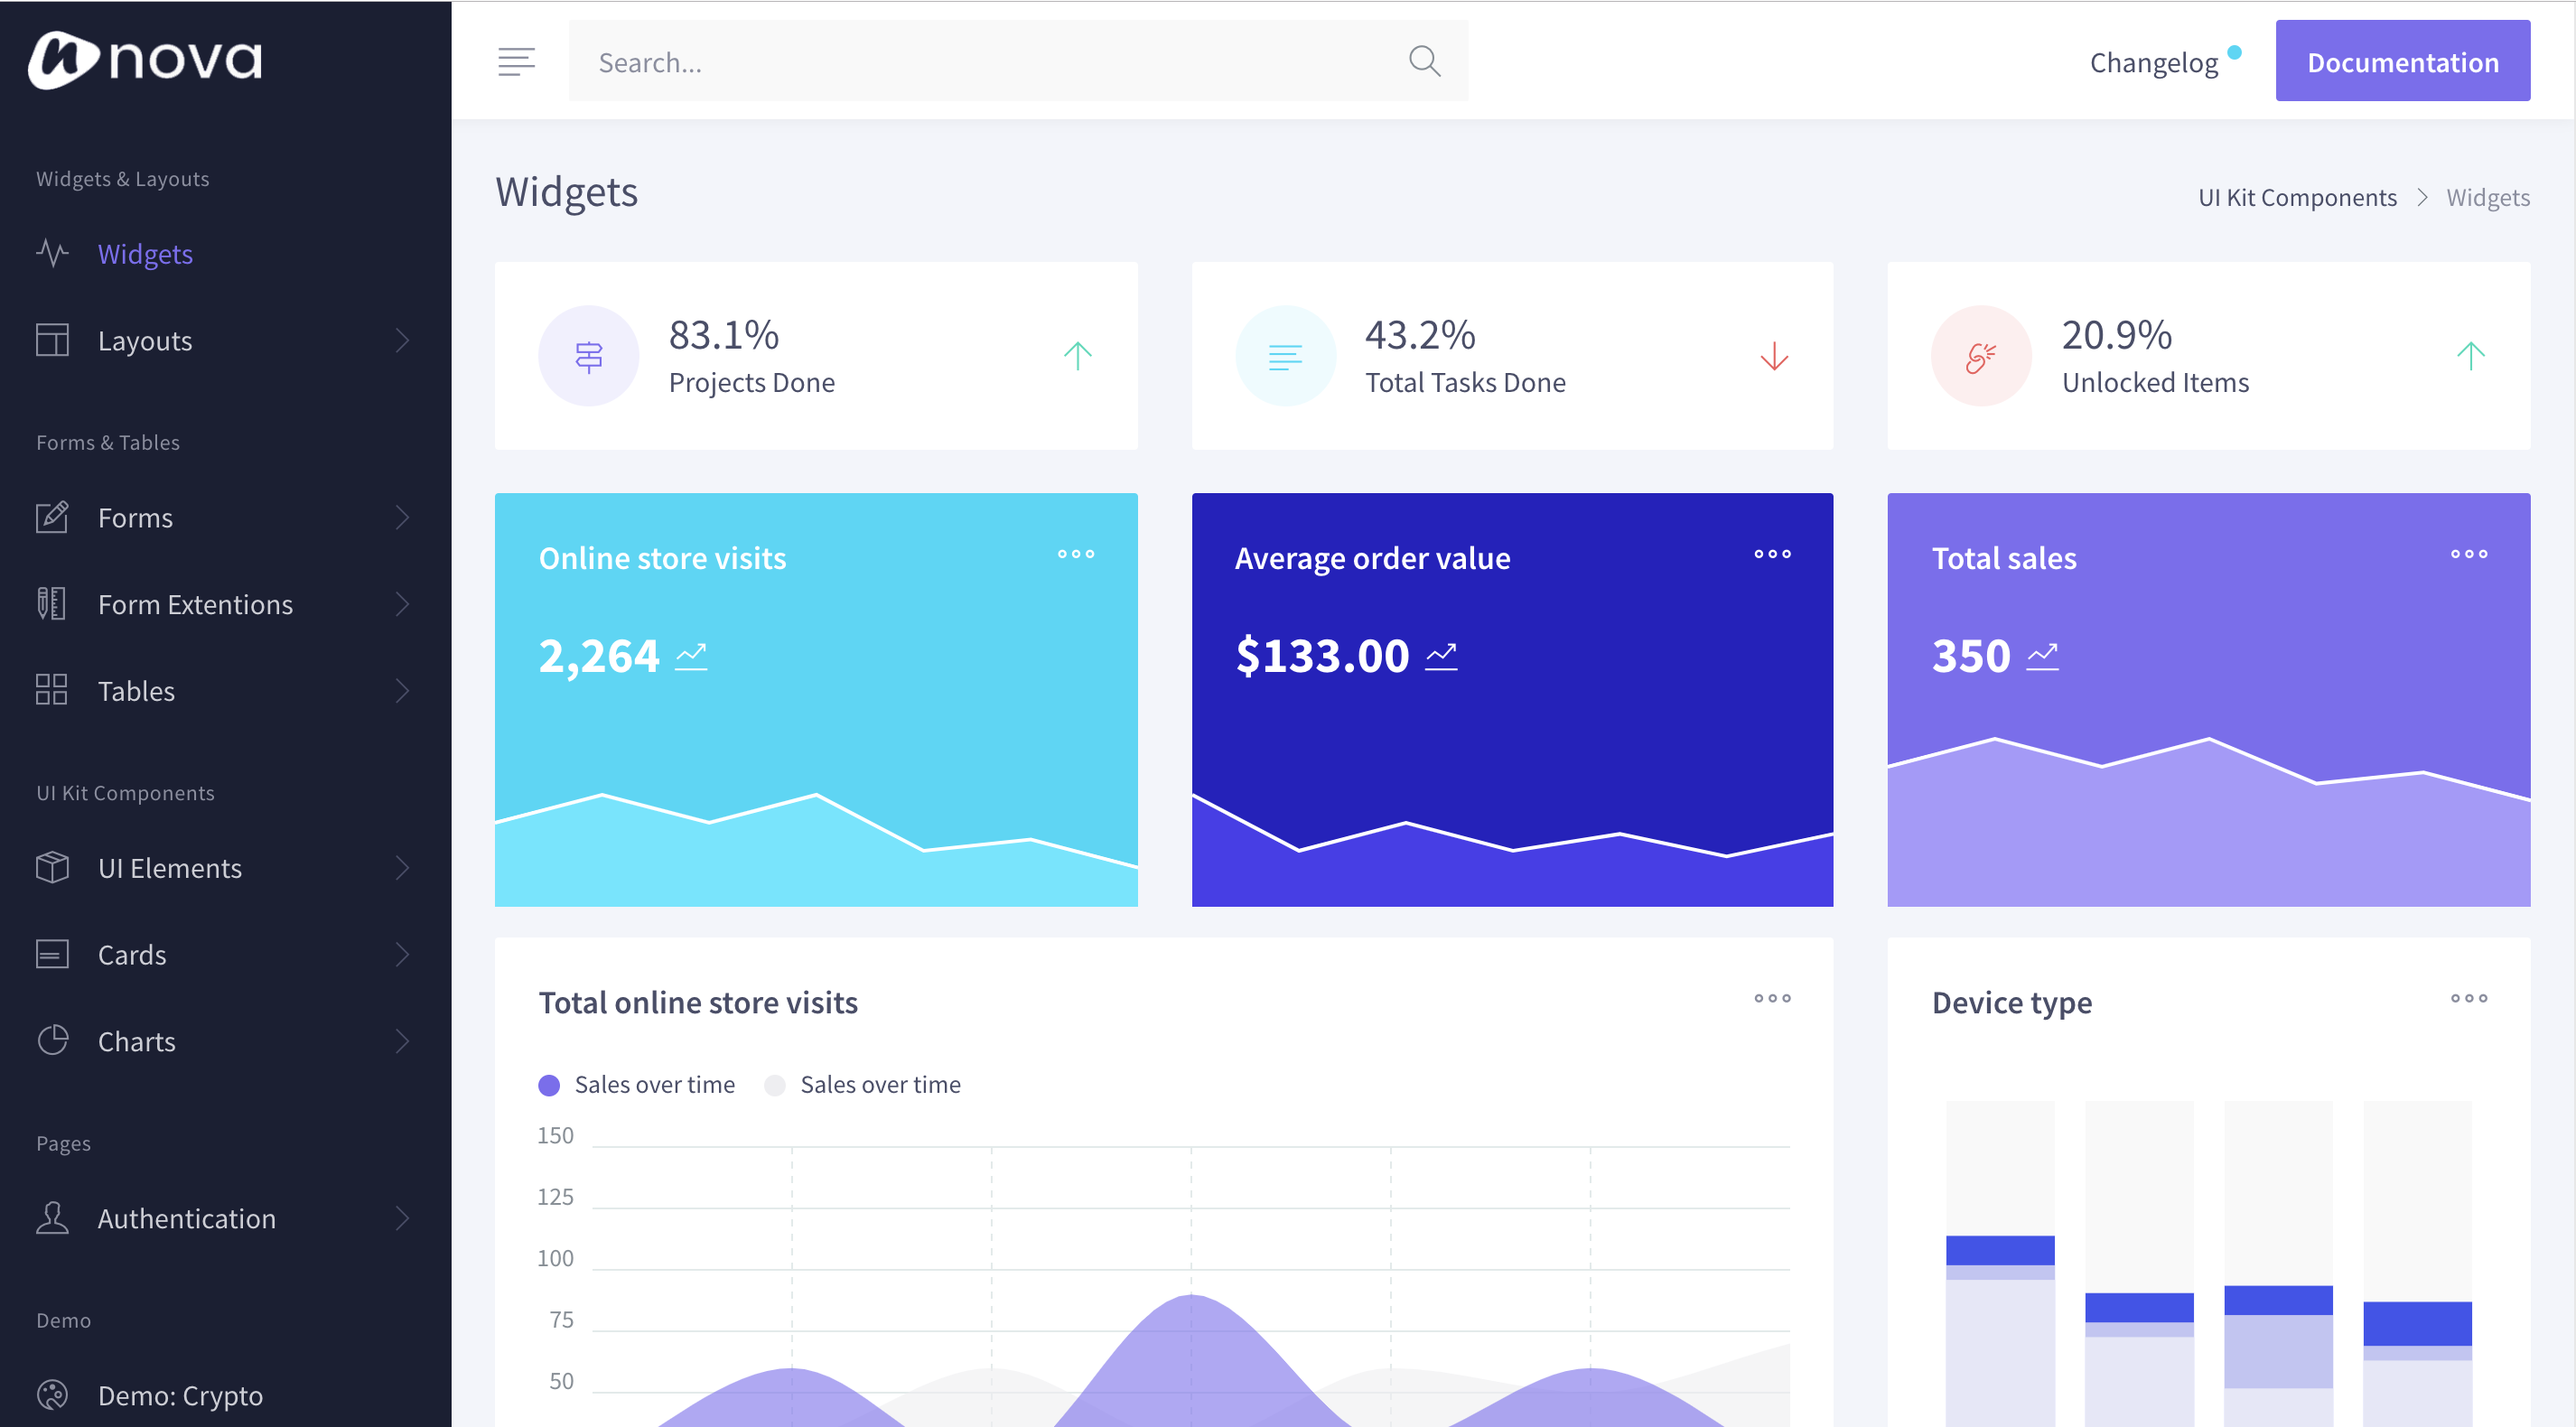 nova
Search...
Changelog
Documentation
Widgets & Layouts
Widgets
Layouts
Forms & Tables
Forms
Form Extentions
Tables
UI Kit Components
UI Elements
Cards
Charts
Pages
Authentication
Demo
Demo: Crypto
Widgets
UI Kit Components > Widgets
83.1%
Projects Done
43.2%
Total Tasks Done
20.9%
Unlocked Items
Online store visits
2,264
Average order value
$133.00
Total sales
350
Total online store visits
Sales over time
Sales over time
150
125
100
75
50
Device type